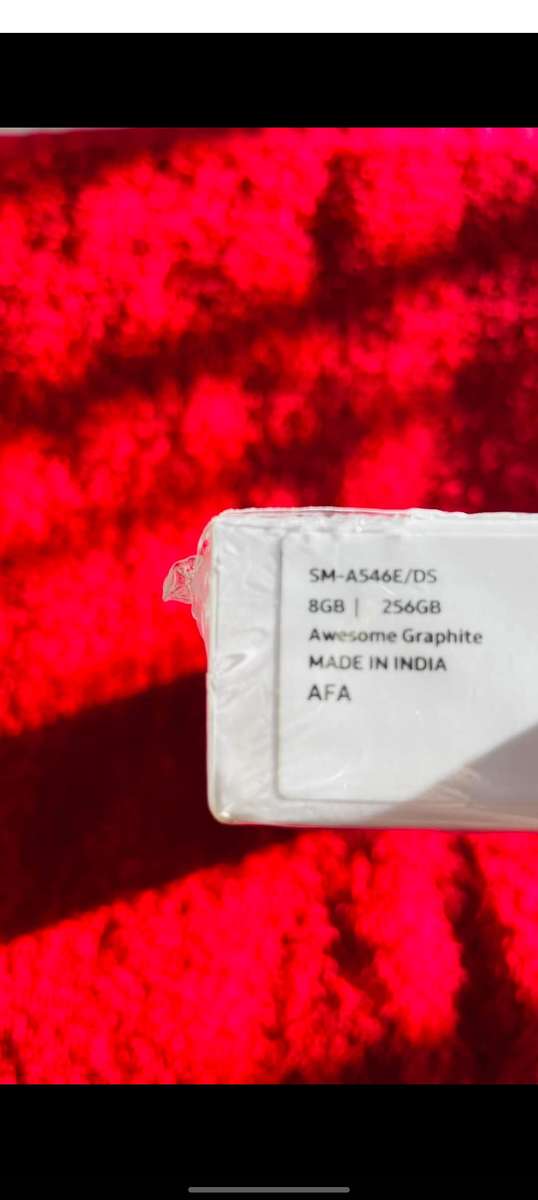 SM-A546E/DS
8GB | 256GB
Awesome Graphite
MADE IN INDIA
AFA